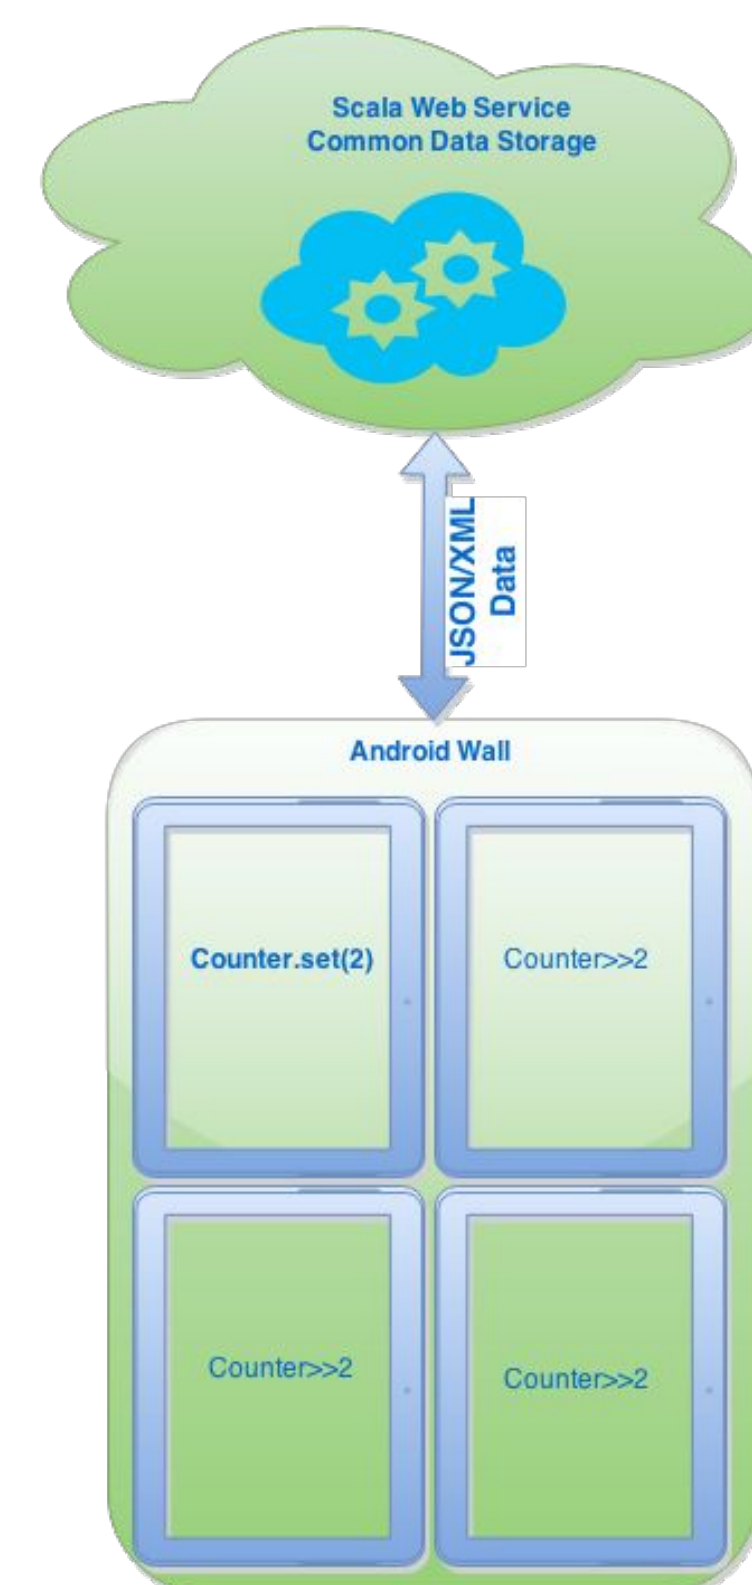 Scala Web Service
Common Data Storage
JSON/XML
Data
Android Wall
Counter.set(2)
Counter>>2
Counter>>2
Counter>>2